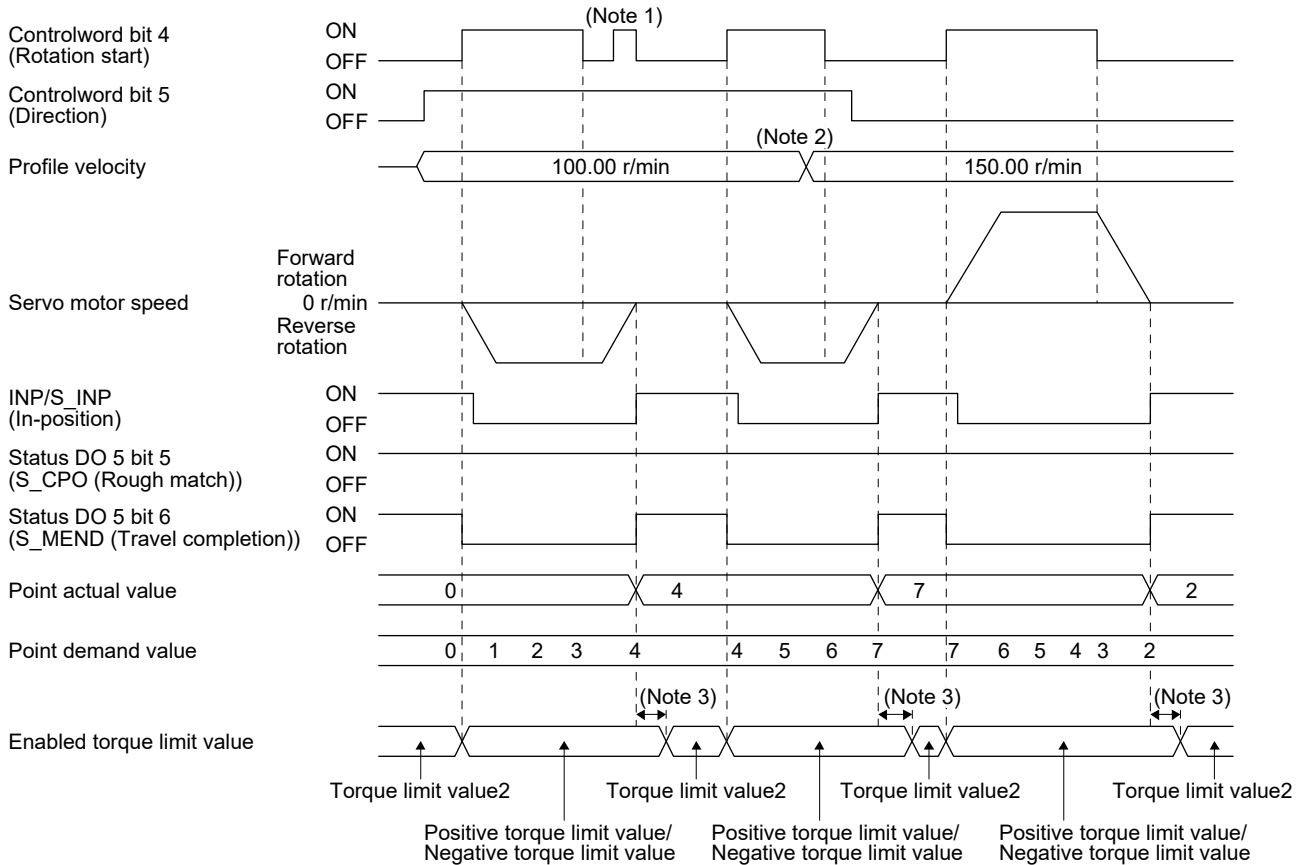 (Note 1)
Controlword bit 4
(Rotation start)
ON
OFF
Controlword bit 5
(Direction)
ON
OFF
(Note 2)
Profile velocity
100.00 r/min
150.00 r/min
Servo motor speed
Forward
rotation
0 r/min
Reverse
rotation
INP/S_INP
(In-position)
ON
OFF
Status DO 5 bit 5
(S_CPO (Rough match))
ON
OFF
Status DO 5 bit 6
(S_MEND (Travel completion))
ON
OFF
Point actual value
0 4 7 2
Point demand value
0 1 2 3 4 4 5 6 7 7 6 5 4 3 2
(Note 3) (Note 3) (Note 3)
Enabled torque limit value
Torque limit value2 Torque limit value2 Torque limit value2 Torque limit value2
Positive torque limit value/
Negative torque limit value
Positive torque limit value/
Negative torque limit value
Positive torque limit value/
Negative torque limit value